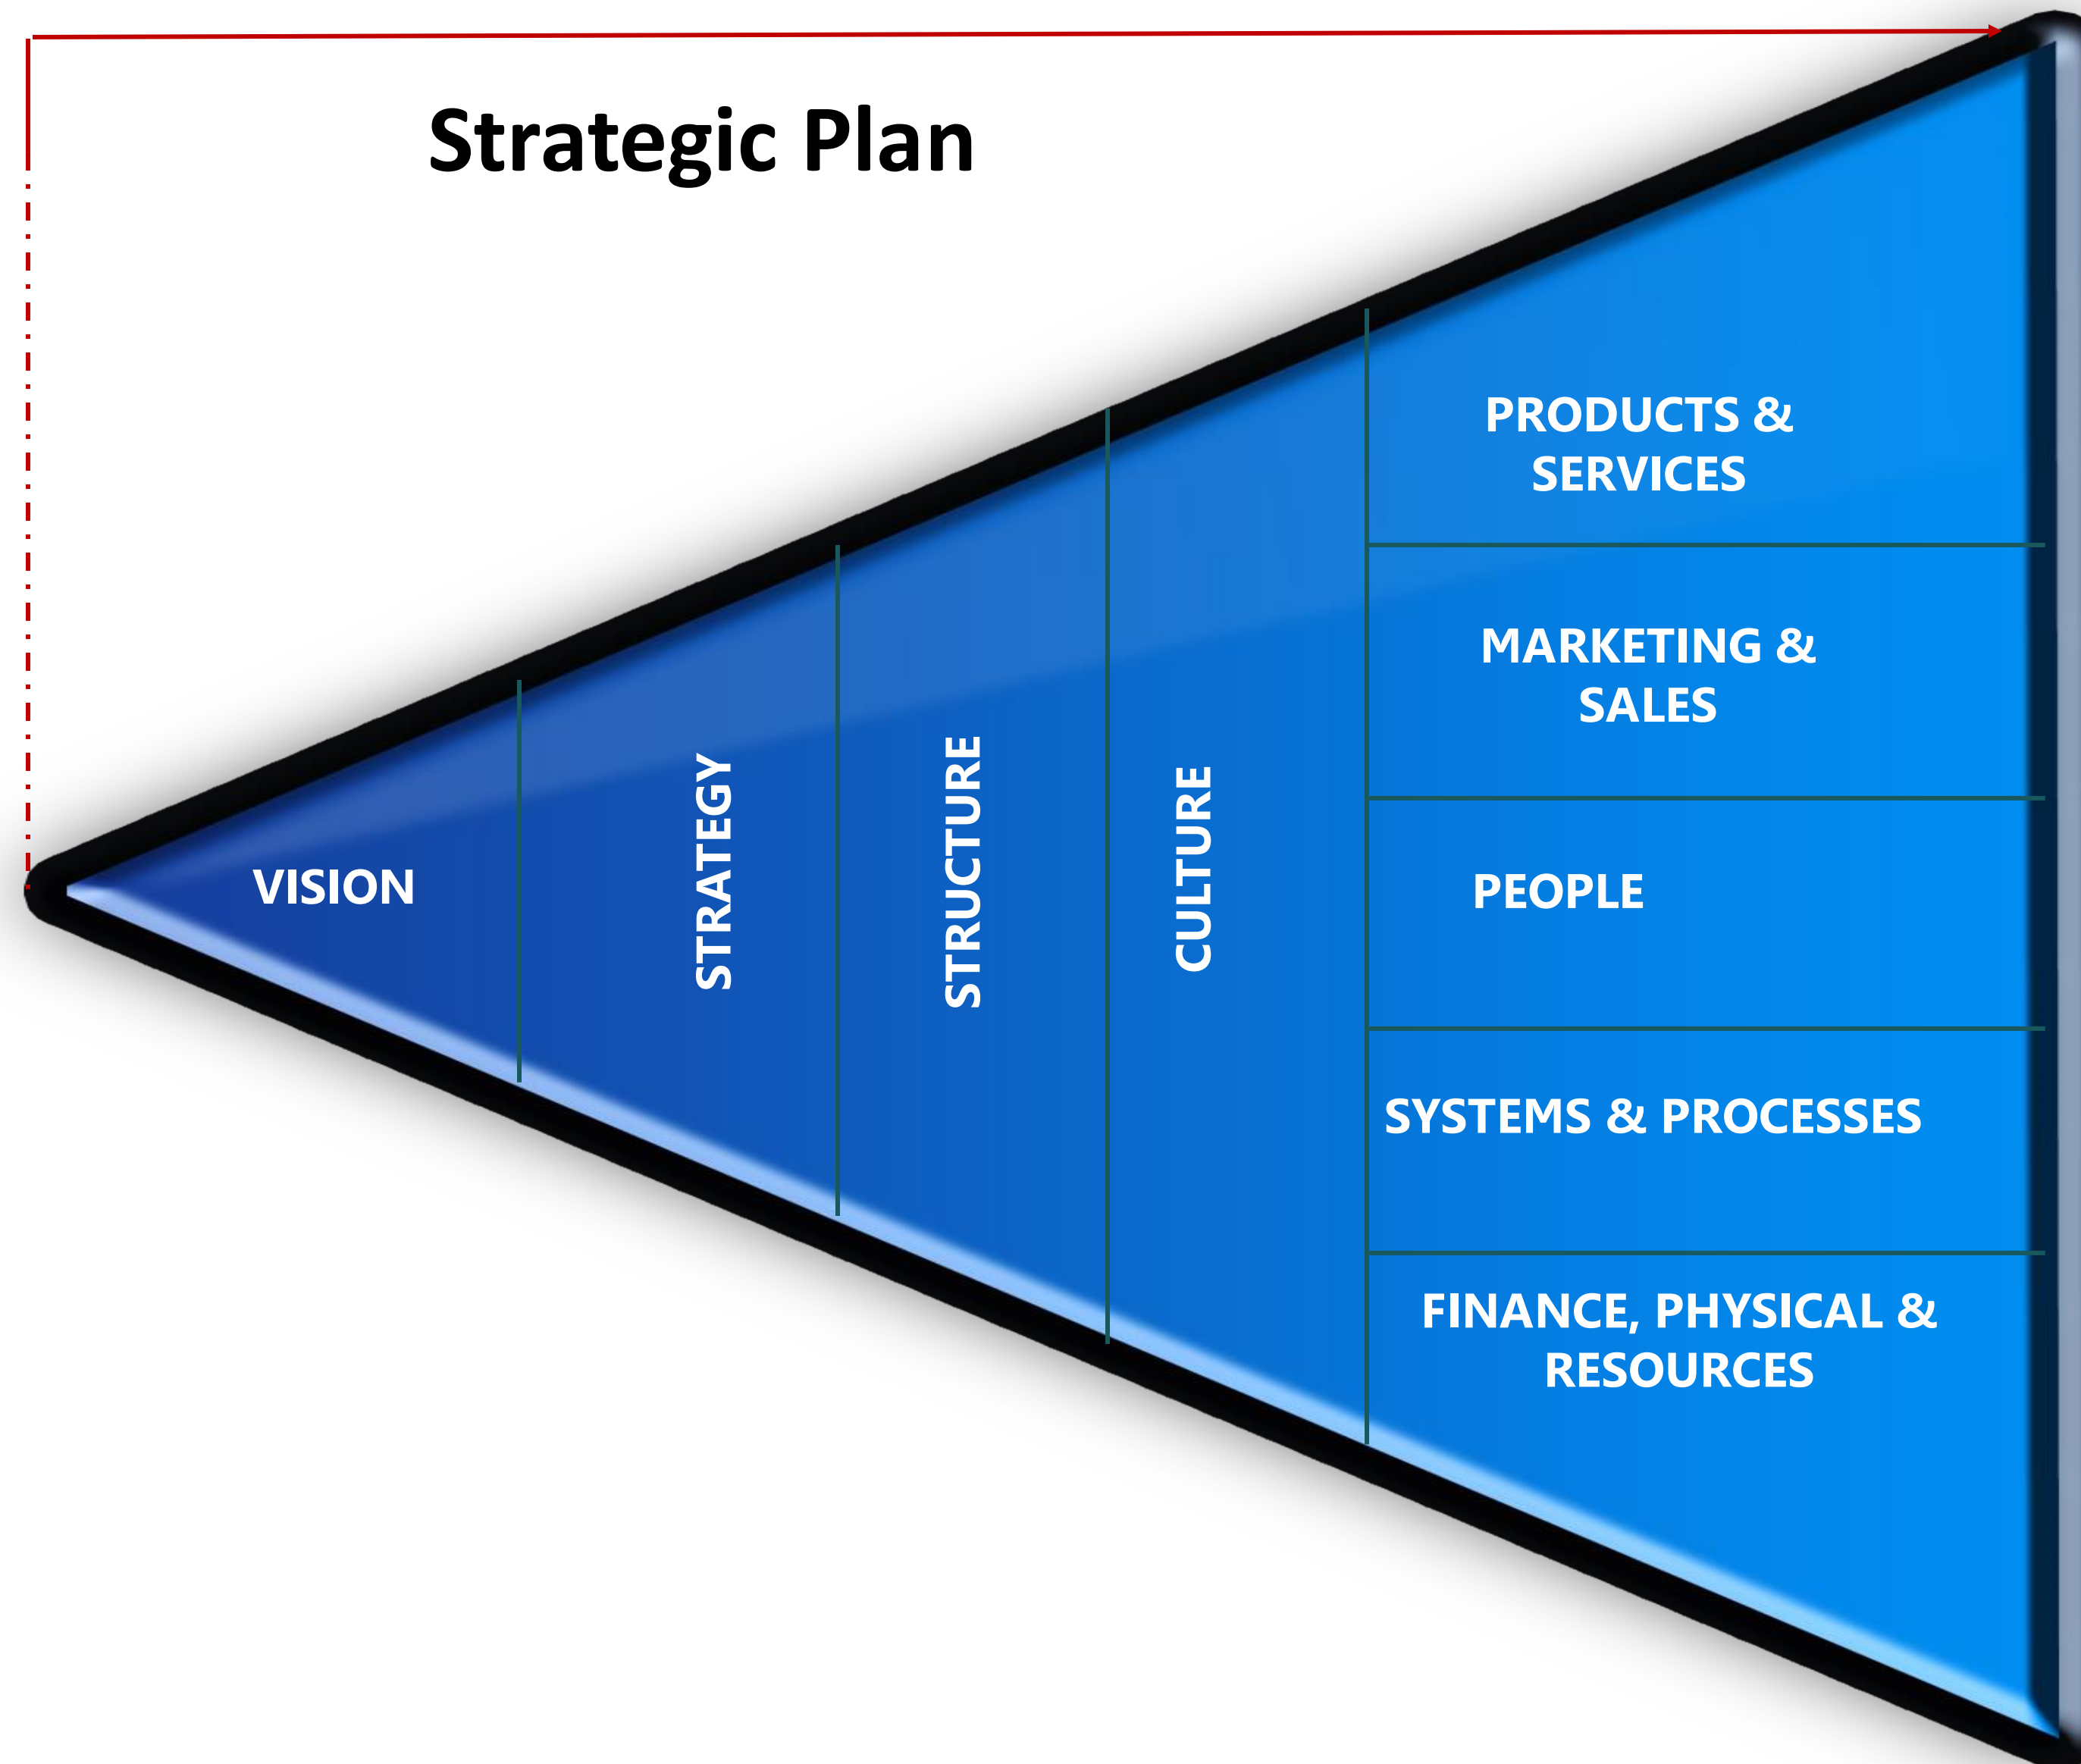 Strategic Plan
VISION
STRATEGY
STRUCTURE
CULTURE
PRODUCTS &
SERVICES
MARKETING &
SALES
PEOPLE
SYSTEMS & PROCESSES
FINANCE, PHYSICAL &
RESOURCES